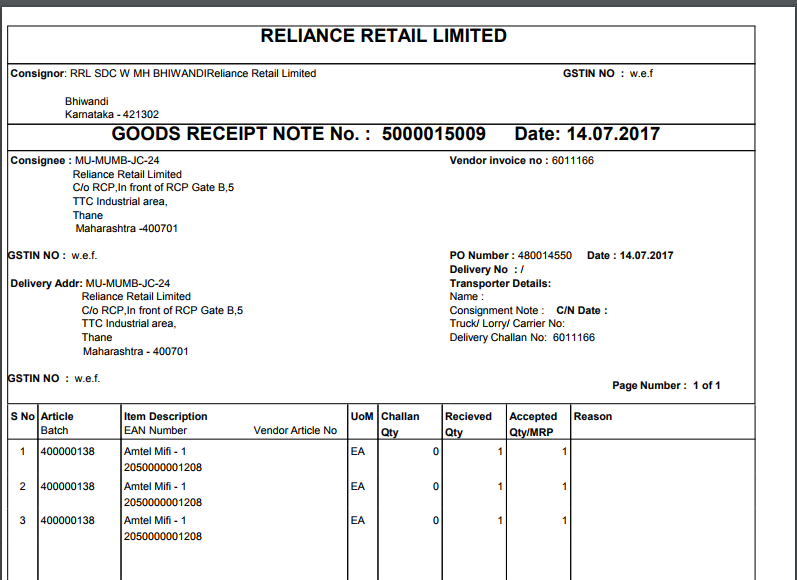 RELIANCE RETAIL LIMITED
Consignor: RRL SDC W MH BHIWANDIReliance Retail Limited
GSTIN NO : w.e.f
Bhiwandi
Karnataka - 421302
GOODS RECEIPT NOTE No. : 5000015009 Date: 14.07.2017
Consignee : MU-MUMB-JC-24
Reliance Retail Limited
C/o RCP,In front of RCP Gate B,5
TTC Industrial area,
Thane
Maharashtra -400701
Vendor invoice no : 6011166
GSTIN NO : w.e.f.
PO Number : 480014550 Date : 14.07.2017
Delivery No : /
Transporter Details:
Name :
Consignment Note : C/N Date :
Truck/ Lorry/ Carrier No:
Delivery Challan No: 6011166
Delivery Addr: MU-MUMB-JC-24
Reliance Retail Limited
C/o RCP,In front of RCP Gate B,5
TTC Industrial area,
Thane
Maharashtra - 400701
GSTIN NO : w.e.f.
Page Number : 1 of 1
S No Article Item Description UoM Challan Recieved Accepted Reason
Batch EAN Number Vendor Article No Qty Qty Qty/MRP
1 400000138 Amtel Mifi - 1 EA 0 1 1
2050000001208
2 400000138 Amtel Mifi - 1 EA 0 1 1
2050000001208
3 400000138 Amtel Mifi - 1 EA 0 1 1
2050000001208